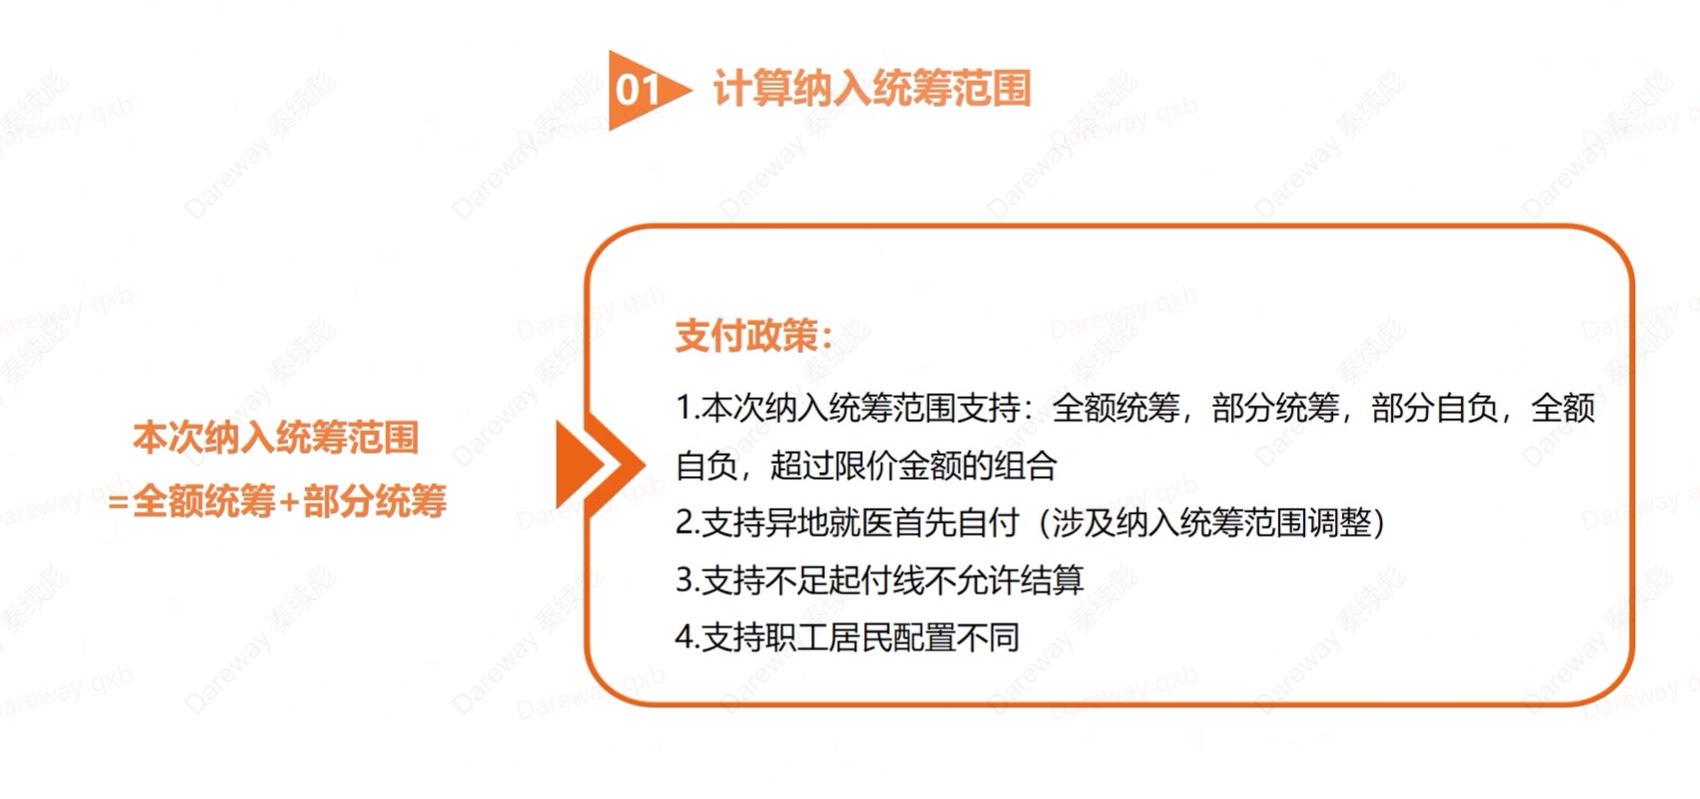 01
计算纳入统筹范围
支付政策：
1.本次纳入统筹范围支持：全额统筹，部分统筹，部分自负，全额
自负，超过限价金额的组合
2.支持异地就医首先自付（涉及纳入统筹范围调整）
3.支持不足起付线不允许结算
4.支持职工居民配置不同
本次纳入统筹范围
=全额统筹+部分统筹
Dareway 秦续彪
Dareway qxb